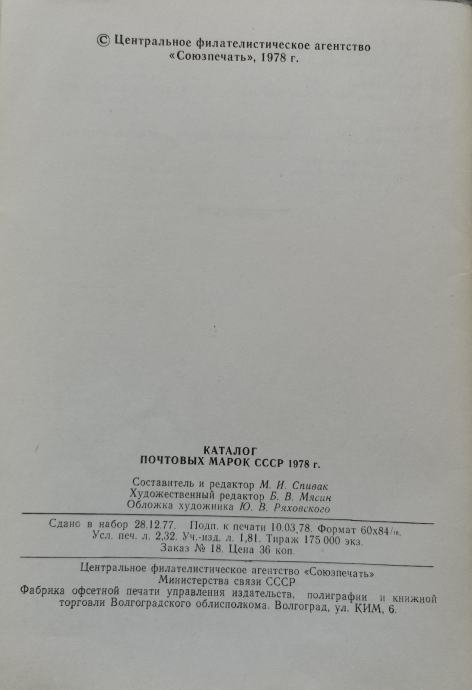 © Центральное филателистическое агентство
«Союзпечать», 1978 г.
КАТАЛОГ
ПОЧТОВЫХ МАРОК СССР 1978 г.
Составитель и редактор М. И. Спивак
Художественный редактор Б. В. Мясин
Обложка художника Ю. В. Ряховского
Сдано в набор 28.12.77. Подп. к печати 10.03.78. Формат 60х84/16.
Усл. печ. л. 2,32. Уч.-изд. л. 1,81. Тираж 175 000 экз.
Заказ № 18. Цена 36 коп.
Центральное филателистическое агентство «Союзпечать»
Министерства связи СССР
Фабрика офсетной печати управления издательств, полиграфии и книжной
торговли Волгоградского облисполкома. Волгоград, ул. КИМ, 6.